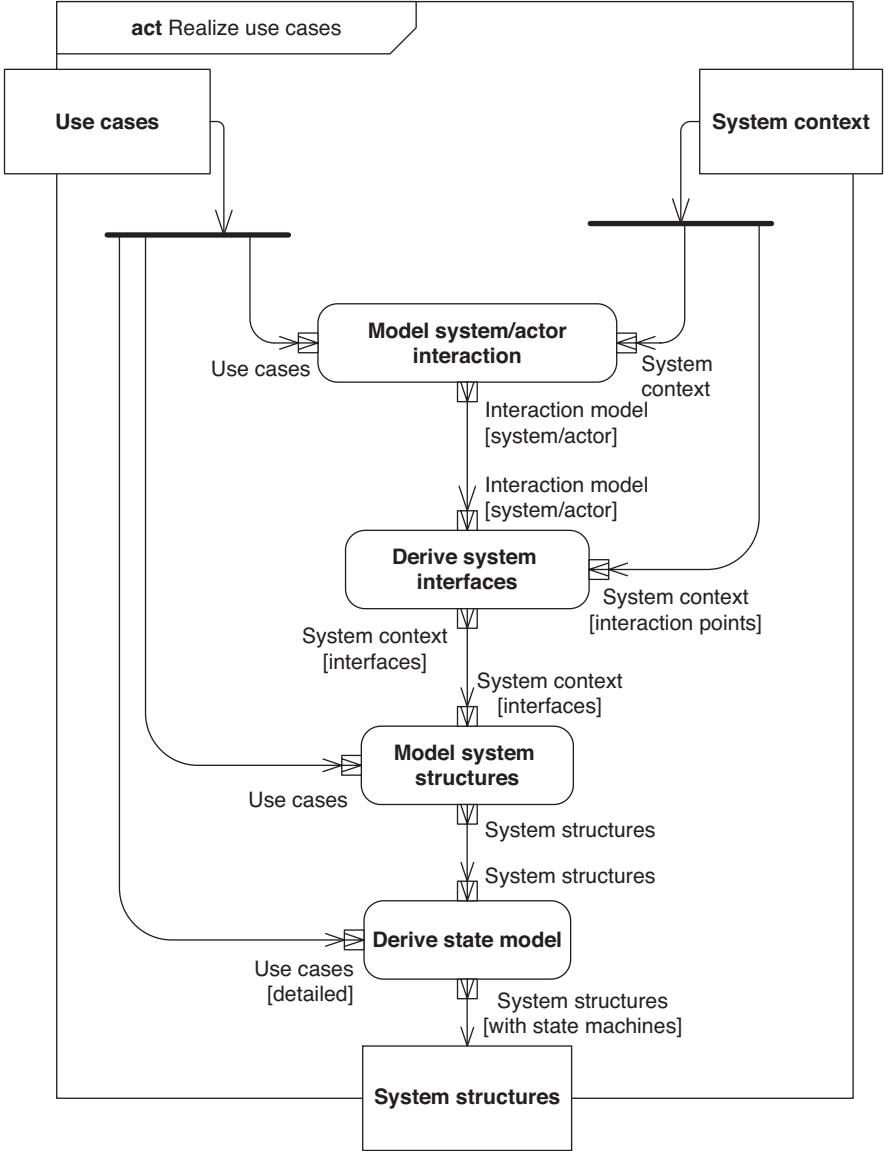 act Realize use cases
Use cases
System context
Model system/actor
interaction
Use cases
System
context
Interaction model
[system/actor]
Interaction model
[system/actor]
Derive system
interfaces
System context
[interaction points]
System context
[interfaces]
System context
[interfaces]
Model system
structures
Use cases
System structures
System structures
Derive state model
Use cases
[detailed]
System structures
[with state machines]
System structures